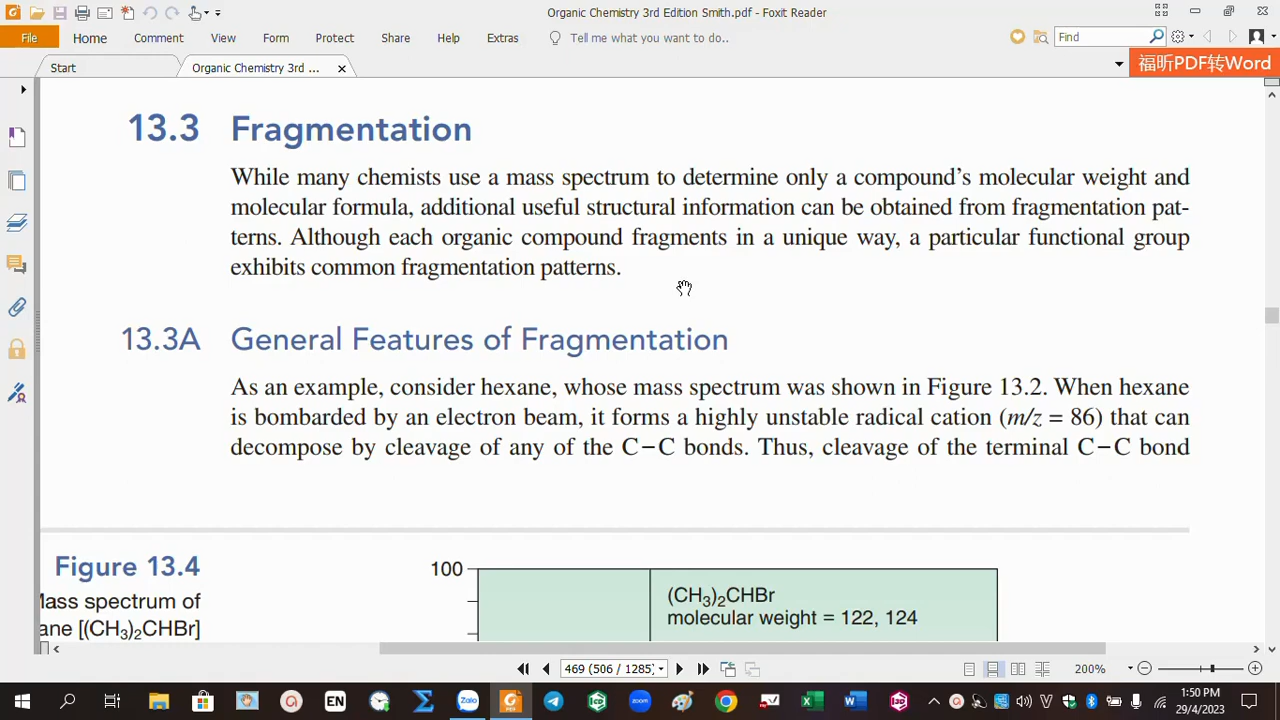 Organic Chemistry 3rd Edition Smith.pdf - Foxit Reader
File Home Comment View Form Protect Share Help Extras Tell me what you want to do.. Find
Start Organic Chemistry 3rd ... 福昕PDF转Word
13.3 Fragmentation
While many chemists use a mass spectrum to determine only a compound's molecular weight and
molecular formula, additional useful structural information can be obtained from fragmentation pat-
terns. Although each organic compound fragments in a unique way, a particular functional group
exhibits common fragmentation patterns.
13.3A General Features of Fragmentation
As an example, consider hexane, whose mass spectrum was shown in Figure 13.2. When hexane
is bombarded by an electron beam, it forms a highly unstable radical cation (m/z = 86) that can
decompose by cleavage of any of the C−C bonds. Thus, cleavage of the terminal C−C bond
Figure 13.4
Mass spectrum of
ane [(CH3)2CHBr]
100
(CH3)2CHBr
molecular weight = 122, 124
469 (506 / 1285) 200%
EN zoom 1:50 PM
29/4/2023